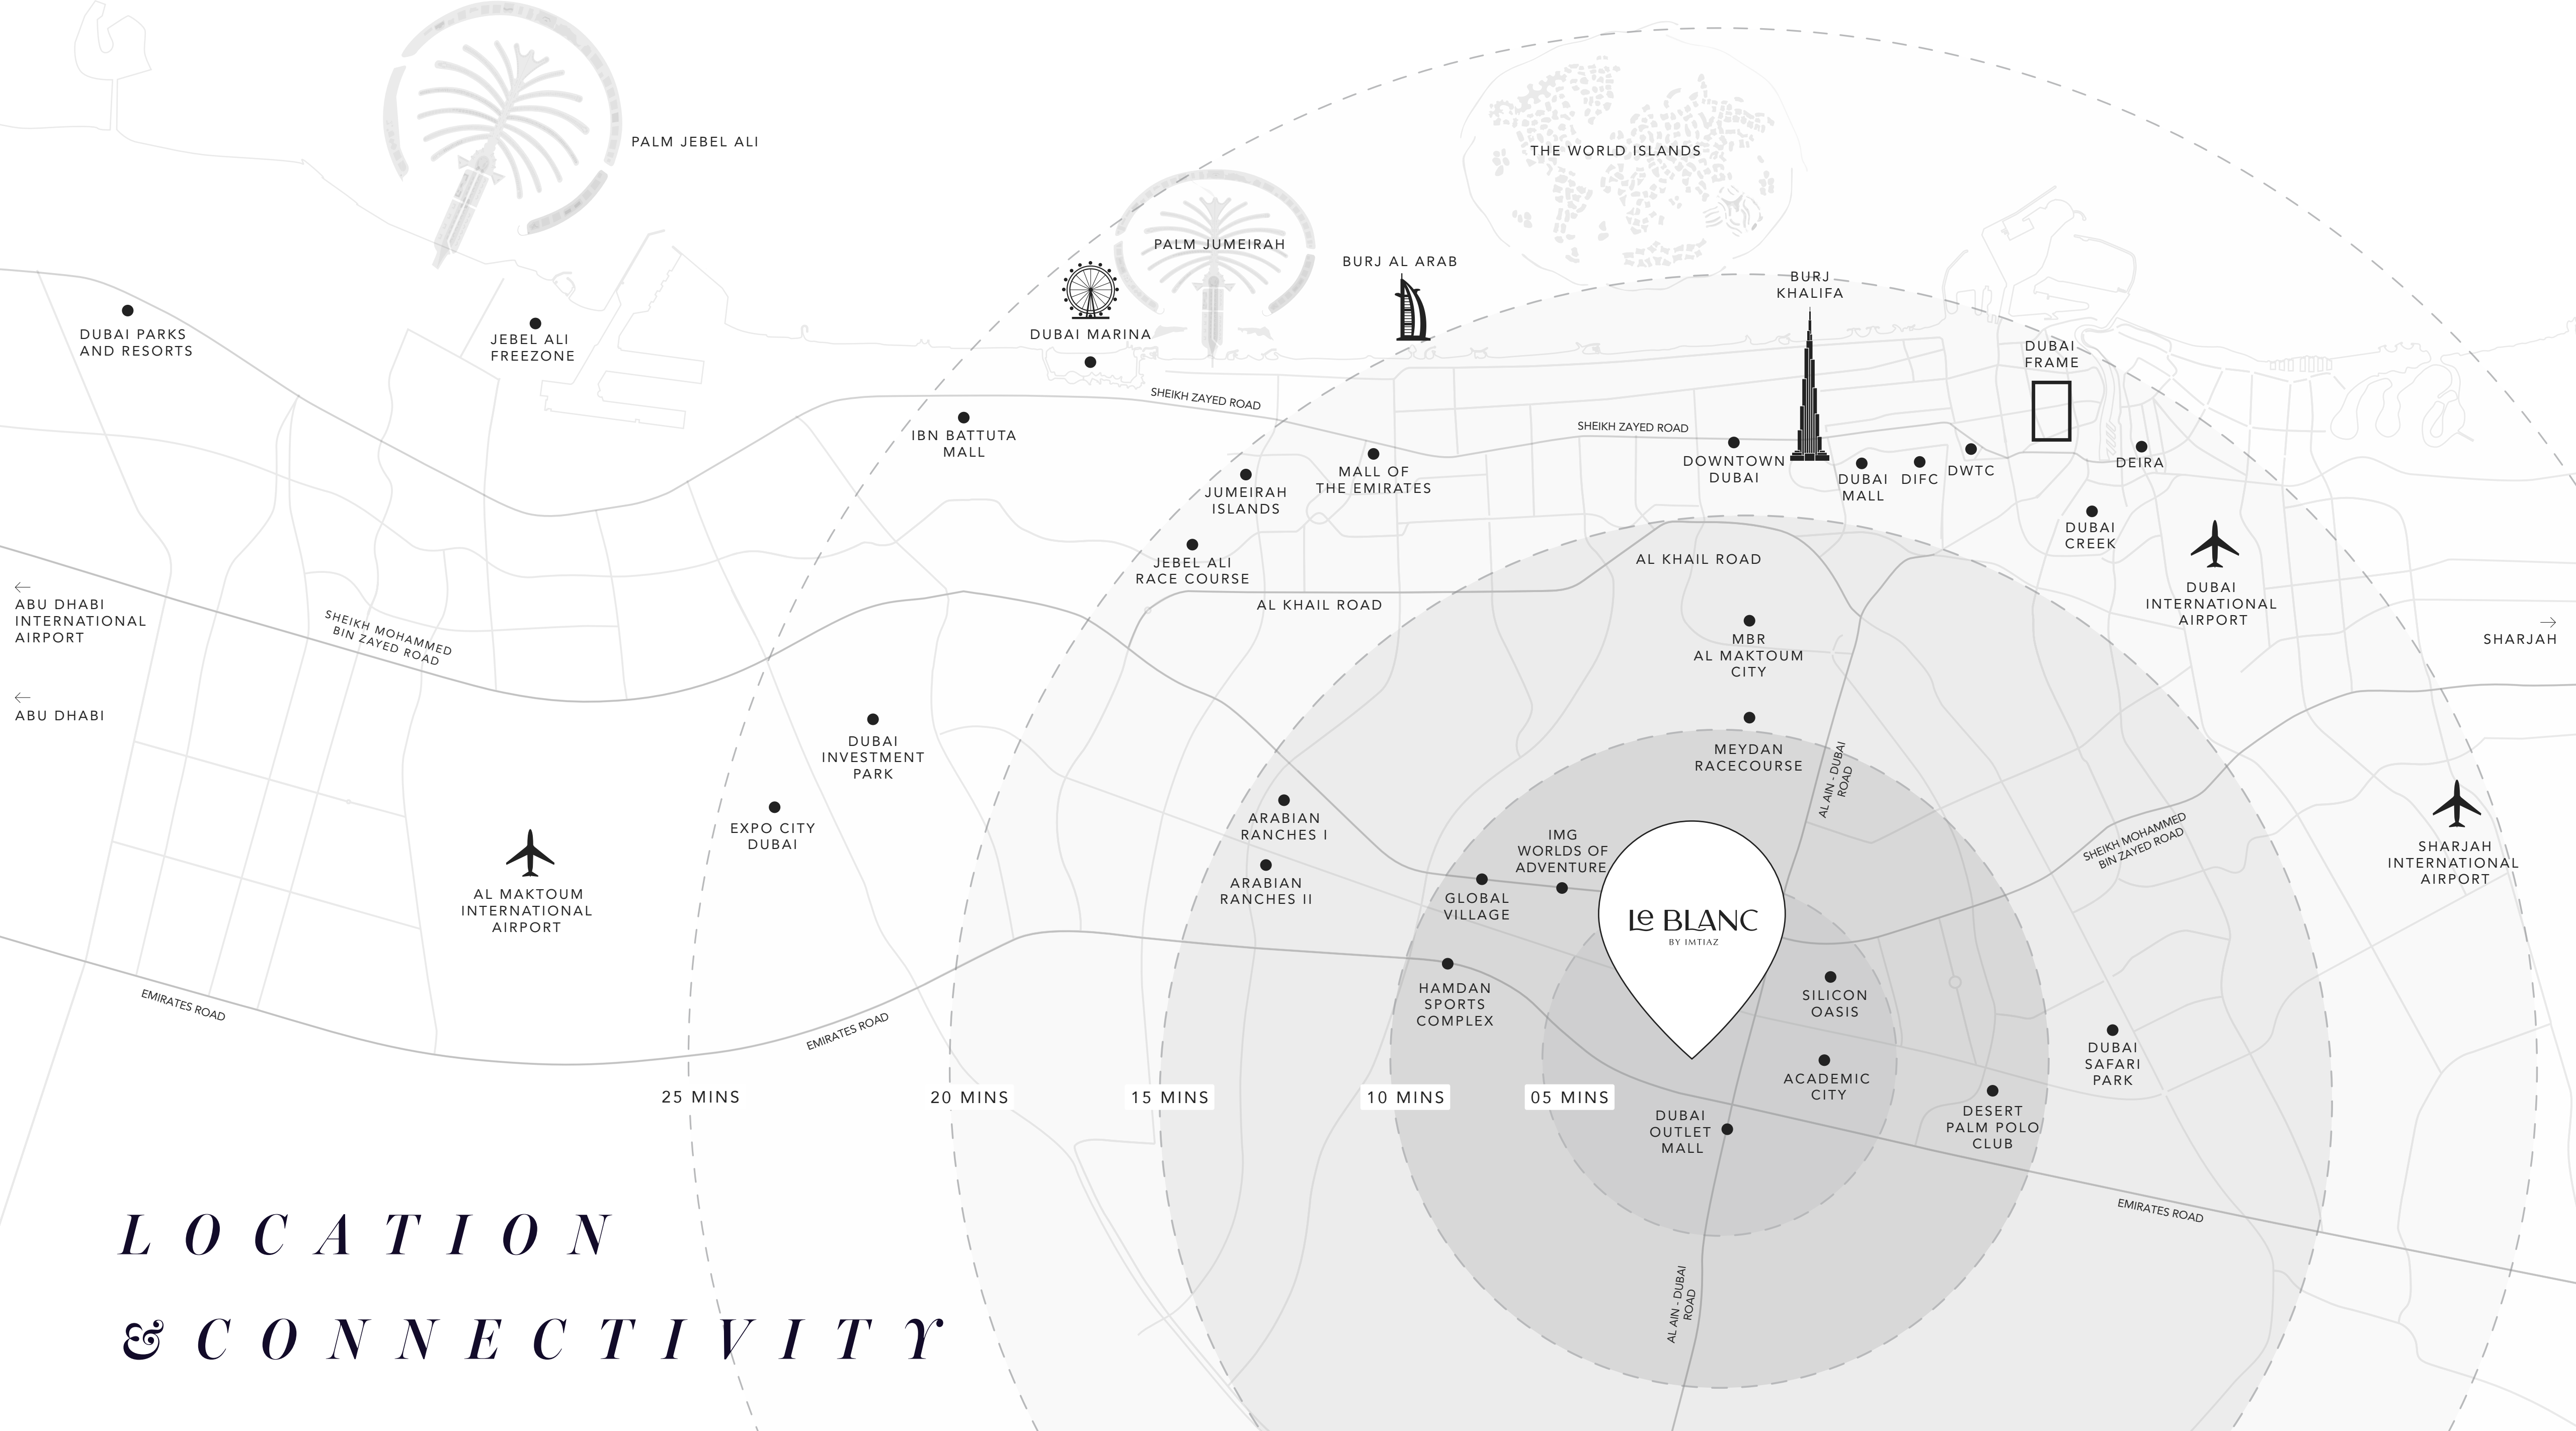 PALM JEBEL ALI
THE WORLD ISLANDS
PALM JUMEIRAH
BURJ AL ARAB
BURJ
KHALIFA
DUBAI PARKS
AND RESORTS
JEBEL ALI
FREEZONE
DUBAI MARINA
DUBAI
FRAME
SHEIKH ZAYED ROAD
SHEIKH ZAYED ROAD
IBN BATTUTA
MALL
JUMEIRAH
ISLANDS
MALL OF
THE EMIRATES
DOWNTOWN
DUBAI
DUBAI
MALL
DIFC
DWTC
DEIRA
DUBAI
CREEK
JEBEL ALI
RACE COURSE
AL KHAIL ROAD
AL KHAIL ROAD
DUBAI
INTERNATIONAL
AIRPORT
←
ABU DHABI
INTERNATIONAL
AIRPORT
SHEIKH MOHAMMED
BIN ZAYED ROAD
→
SHARJAH
MBR
AL MAKTOUM
CITY
←
ABU DHABI
DUBAI
INVESTMENT
PARK
MEYDAN
RACECOURSE
AL AIN - DUBAI
ROAD
EXPO CITY
DUBAI
ARABIAN
RANCHES I
ARABIAN
RANCHES II
IMG
WORLDS OF
ADVENTURE
GLOBAL
VILLAGE
SHEIKH MOHAMMED
BIN ZAYED ROAD
SHARJAH
INTERNATIONAL
AIRPORT
AL MAKTOUM
INTERNATIONAL
AIRPORT
Le BLANC
BY IMTIAZ
HAMDAN
SPORTS
COMPLEX
SILICON
OASIS
EMIRATES ROAD
EMIRATES ROAD
DUBAI
SAFARI
PARK
ACADEMIC
CITY
25 MINS
20 MINS
15 MINS
10 MINS
05 MINS
DUBAI
OUTLET
MALL
DESERT
PALM POLO
CLUB
EMIRATES ROAD
AL AIN - DUBAI
ROAD
LOCATION
& CONNECTIVITY